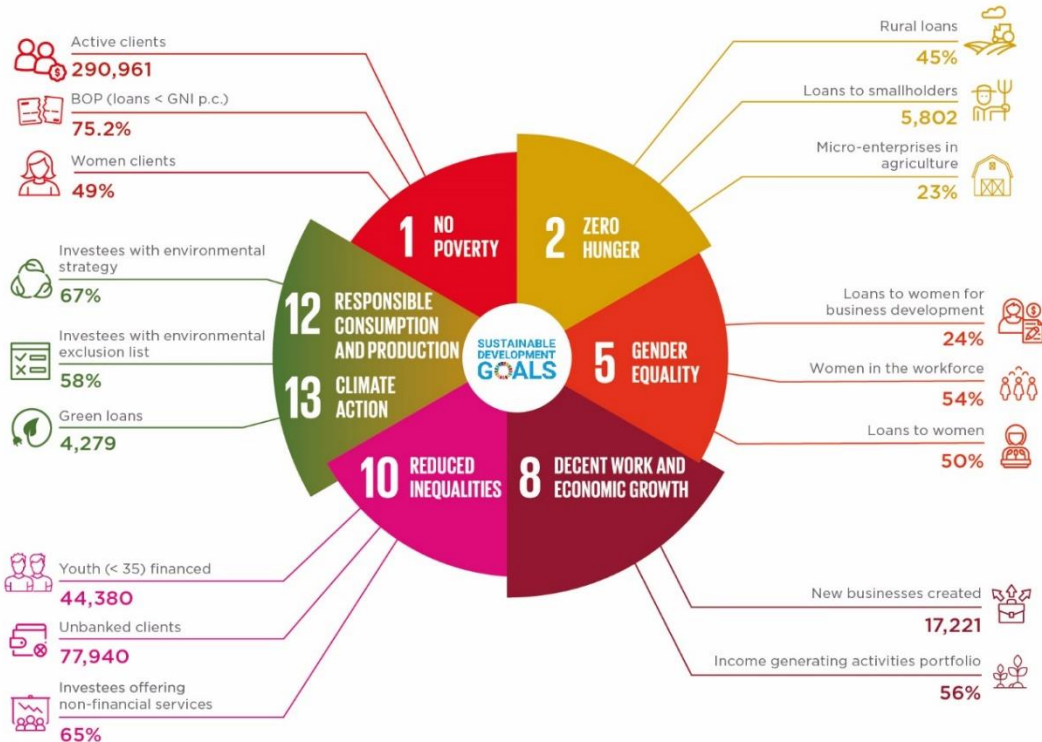 Active clients
290,961
BOP (loans < GNI p.c.)
75.2%
Women clients
49%
Investees with environmental
strategy
67%
Investees with environmental
exclusion list
58%
Green loans
4,279
Youth (< 35) financed
44,380
Unbanked clients
77,940
Investees offering
non-financial services
65%
1 NO
POVERTY
2 ZERO
HUNGER
12 RESPONSIBLE
CONSUMPTION
AND PRODUCTION
13 CLIMATE
ACTION
SUSTAINABLE
DEVELOPMENT
GOALS
5 GENDER
EQUALITY
10 REDUCED
INEQUALITIES
8 DECENT WORK AND
ECONOMIC GROWTH
Rural loans
45%
Loans to smallholders
5,802
Micro-enterprises in
agriculture
23%
Loans to women for
business development
24%
Women in the workforce
54%
Loans to women
50%
New businesses created
17,221
Income generating activities portfolio
56%